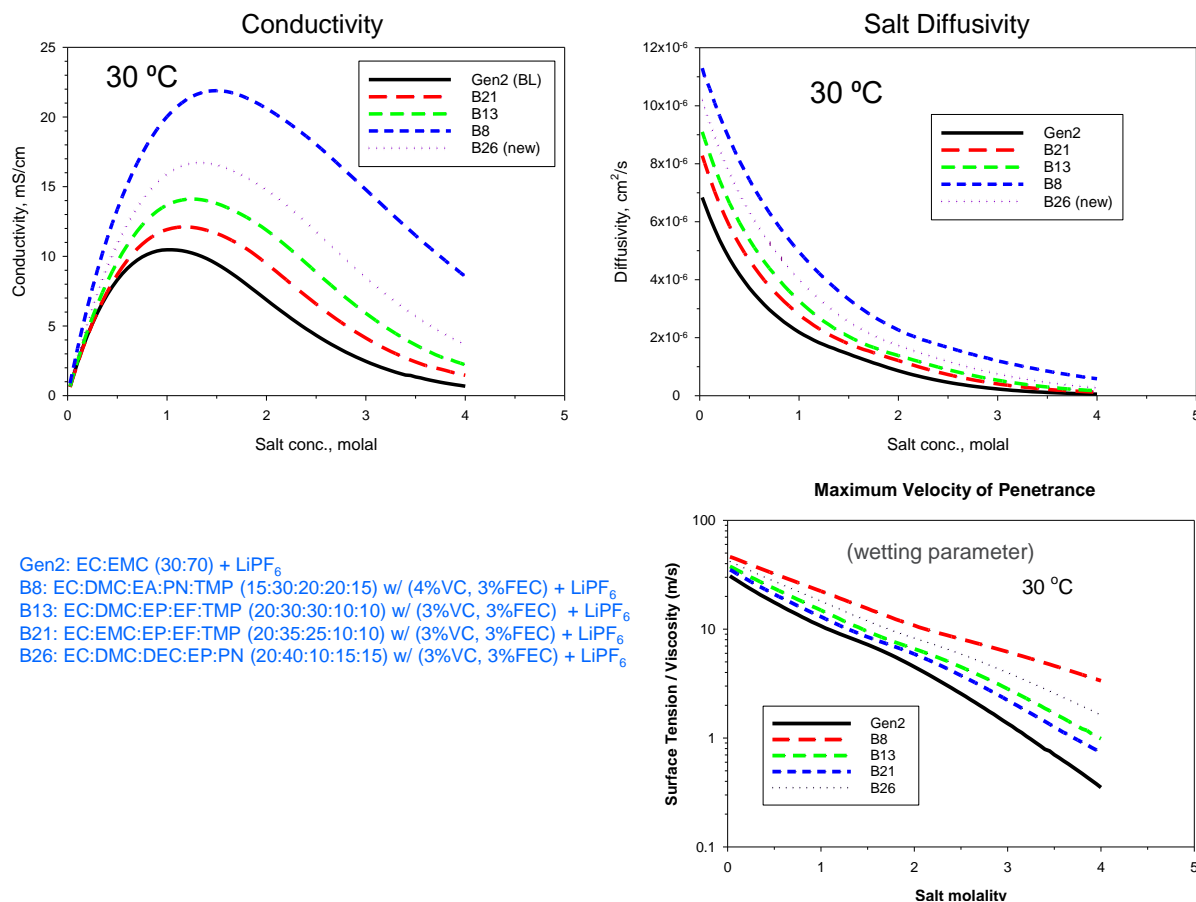 Conductivity
25
20
15
10
5
0
0 1 2 3 4 5
Conductivity, mS/cm
Salt conc., molal
30 ºC
Gen2 (BL)
B21
B13
B8
B26 (new)
Salt Diffusivity
12x10⁻⁶
10x10⁻⁶
8x10⁻⁶
6x10⁻⁶
4x10⁻⁶
2x10⁻⁶
0
0 1 2 3 4 5
Diffusivity, cm²/s
Salt conc., molal
30 ºC
Gen2
B21
B13
B8
B26 (new)
Gen2: EC:EMC (30:70) + LiPF₆
B8: EC:DMC:EA:PN:TMP (15:30:20:20:15) w/ (4%VC, 3%FEC) + LiPF₆
B13: EC:DMC:EP:EF:TMP (20:30:30:10:10) w/ (3%VC, 3%FEC) + LiPF₆
B21: EC:EMC:EP:EF:TMP (20:35:25:10:10) w/ (3%VC, 3%FEC) + LiPF₆
B26: EC:DMC:DEC:EP:PN (20:40:10:15:15) w/ (3%VC, 3%FEC) + LiPF₆
Maximum Velocity of Penetrance
100
10
1
0.1
0 1 2 3 4 5
Surface Tension / Viscosity (m/s)
Salt molality
(wetting parameter)
30 °C
Gen2
B8
B13
B21
B26